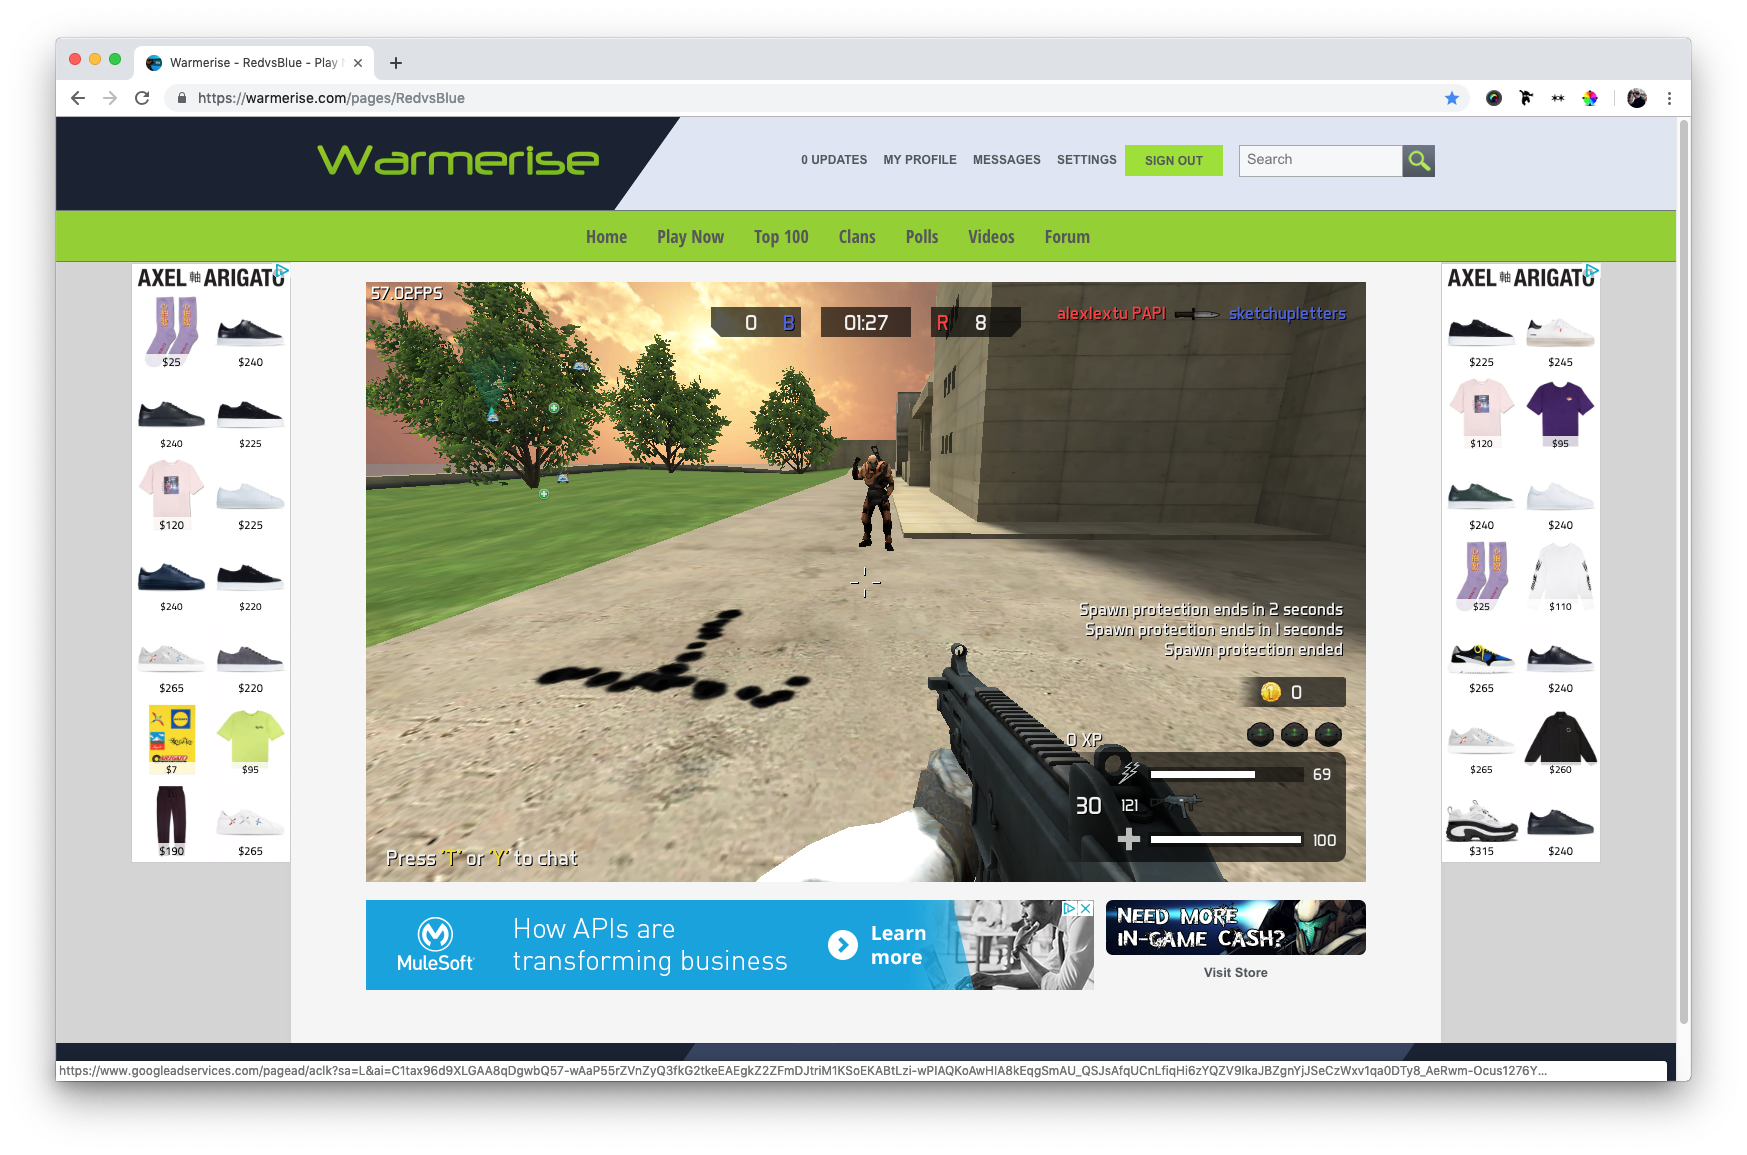 Warmerise - RedvsBlue - Play
https://warmerise.com/pages/RedvsBlue
Warmerise
0 UPDATES MY PROFILE MESSAGES SETTINGS SIGN OUT Search
Home Play Now Top 100 Clans Polls Videos Forum
AXEL 軸 ARIGATO
$25 $240
$240 $225
$120 $225
$240 $220
$265 $220
$7 $95
$190 $265
57.02FPS
0 B 01:27 R 8
alexlextu PAPI sketchupletters
Spawn protection ends in 2 seconds
Spawn protection ends in 1 seconds
Spawn protection ended
0
0 XP
69
30 121
100
Press 'T' or 'Y' to chat
AXEL 軸 ARIGATO
$225 $245
$120 $95
$240 $240
$25 $110
$265 $240
$265 $260
$315 $240
MuleSoft
How APIs are
transforming business
Learn
more
NEED MORE
IN-GAME CASH?
Visit Store
https://www.googleadservices.com/pagead/aclk?sa=L&ai=C1tax96d9XLGAA8qDgwbQ57-wAaP55rZVnZyQ3fkG2tkeEAEgkZ2ZFmDJtriM1KSoEKABtLzi-wPIAQKoAwHIA8kEqgSmAU_QSJsAfqUCnLfiqHi6zYQZV9IkaJBZgnYjJSeCzWxv1qa0DTy8_AeRwm-Ocus1276Y...